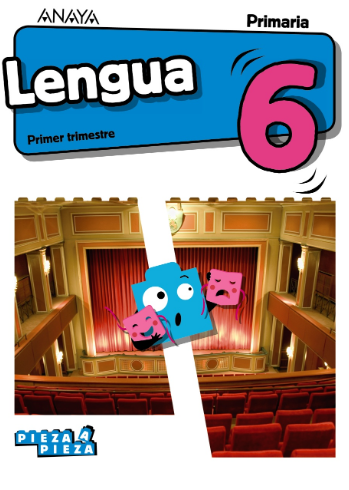 ANAYA
Primaria
Lengua
6
Primer trimestre
PIEZA A
PIEZA